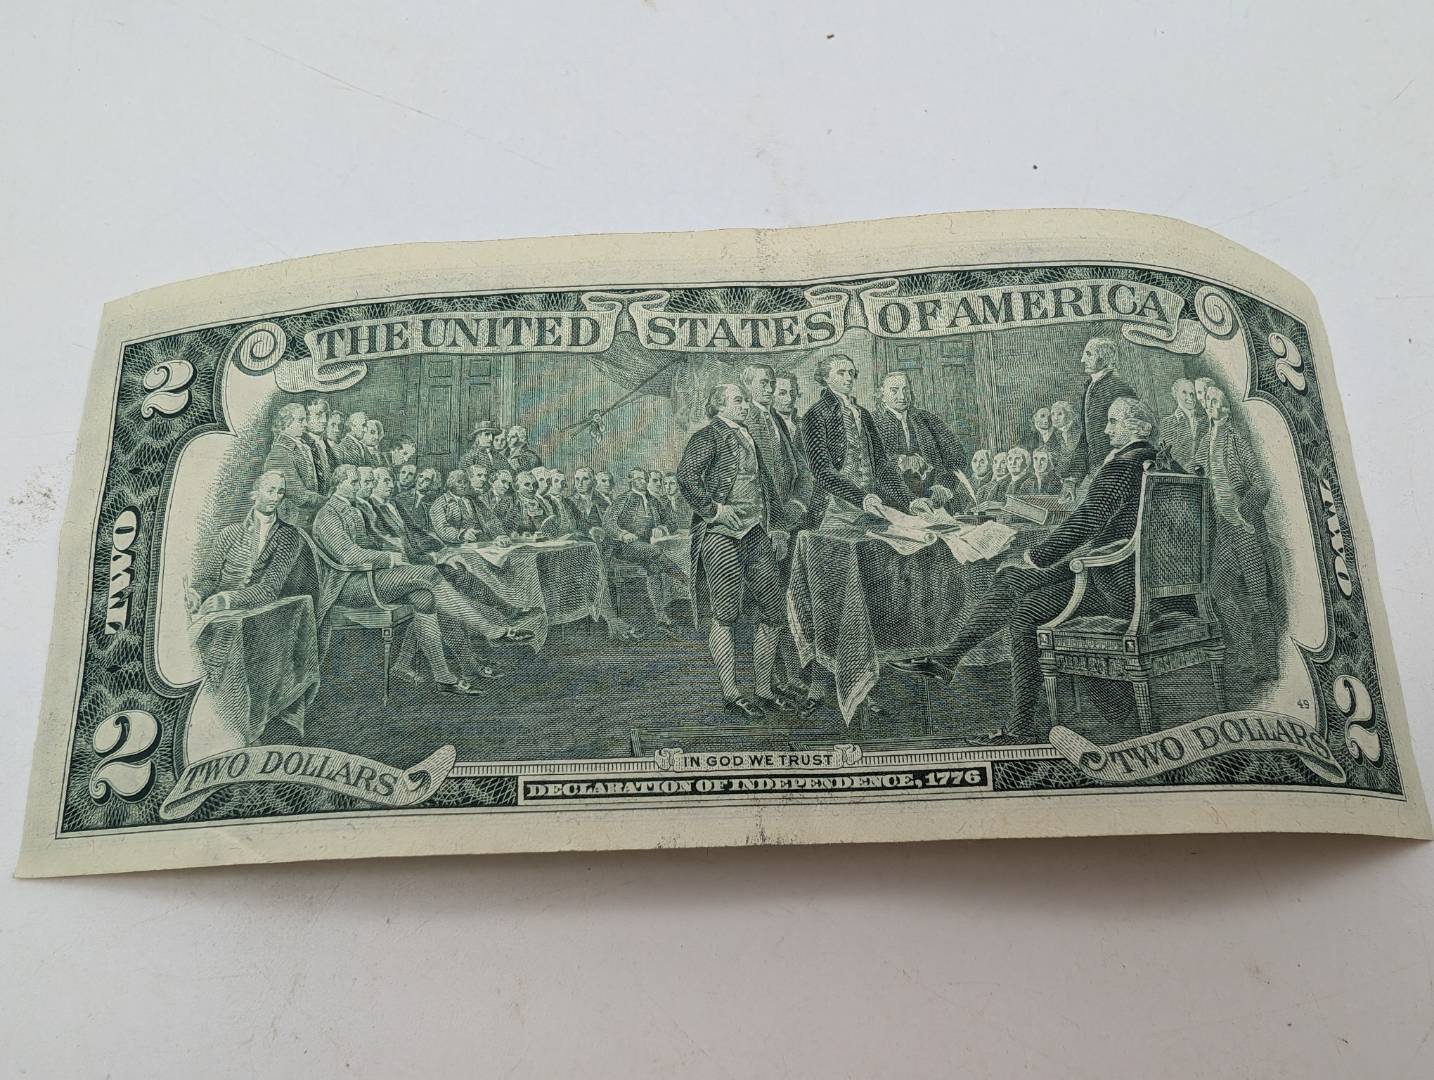 THE UNITED STATES OF AMERICA
2
2
TWO
TWO
49
2
2
TWO DOLLARS
IN GOD WE TRUST
TWO DOLLARS
DECLARATION OF INDEPENDENCE, 1776